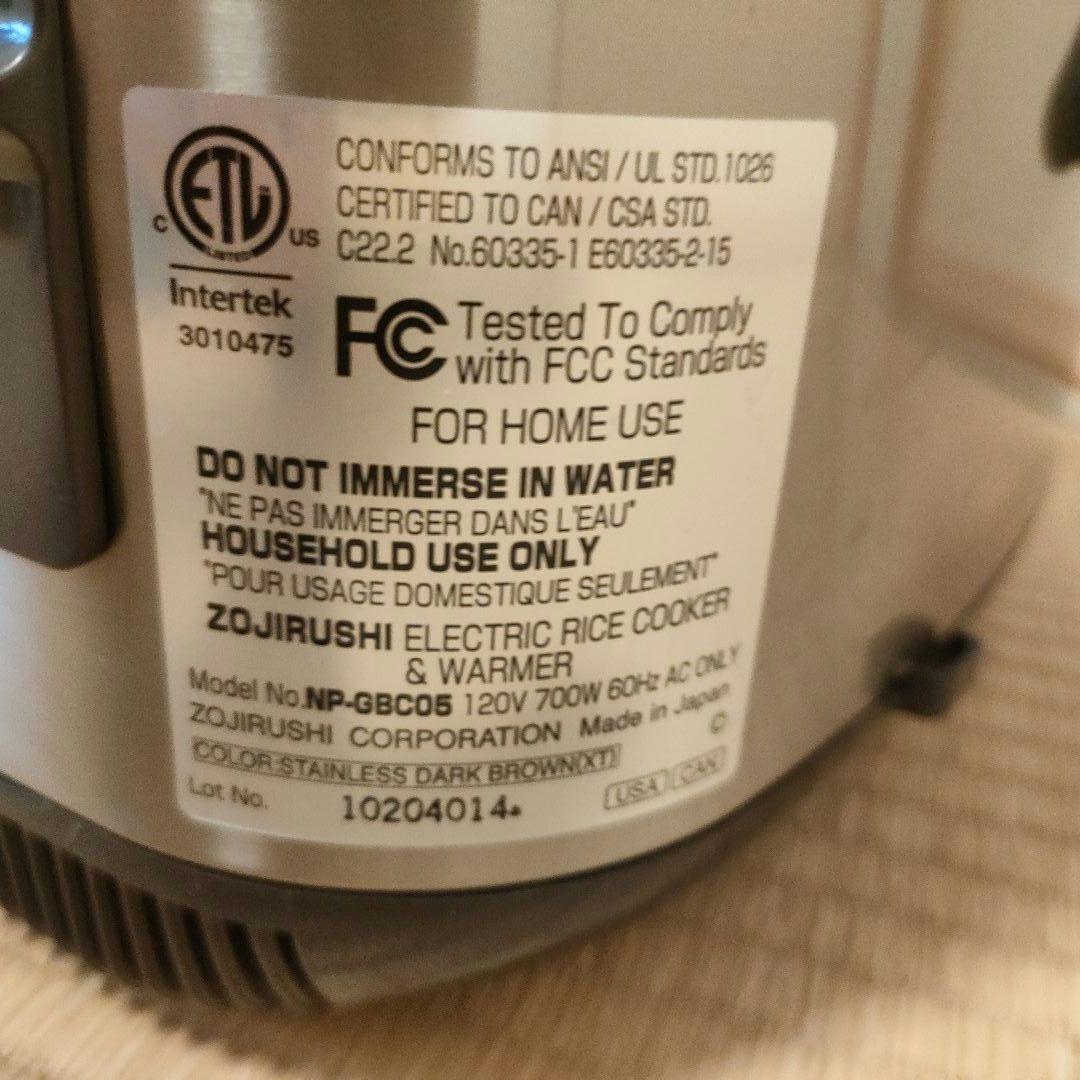 CONFORMS TO ANSI / UL STD.1026
CERTIFIED TO CAN / CSA STD.
C22.2 No.60335-1 E60335-2-15
ETL
LISTED
C US
Intertek
3010475
FC Tested To Comply
with FCC Standards
FOR HOME USE
DO NOT IMMERSE IN WATER
"NE PAS IMMERGER DANS L'EAU"
HOUSEHOLD USE ONLY
"POUR USAGE DOMESTIQUE SEULEMENT"
ZOJIRUSHI ELECTRIC RICE COOKER
& WARMER
Model No.NP-GBC05 120V 700W 60Hz AC ONLY
ZOJIRUSHI CORPORATION Made in Japan
COLOR:STAINLESS DARK BROWN(XT) ©
Lot No. 10204014 USA CAN